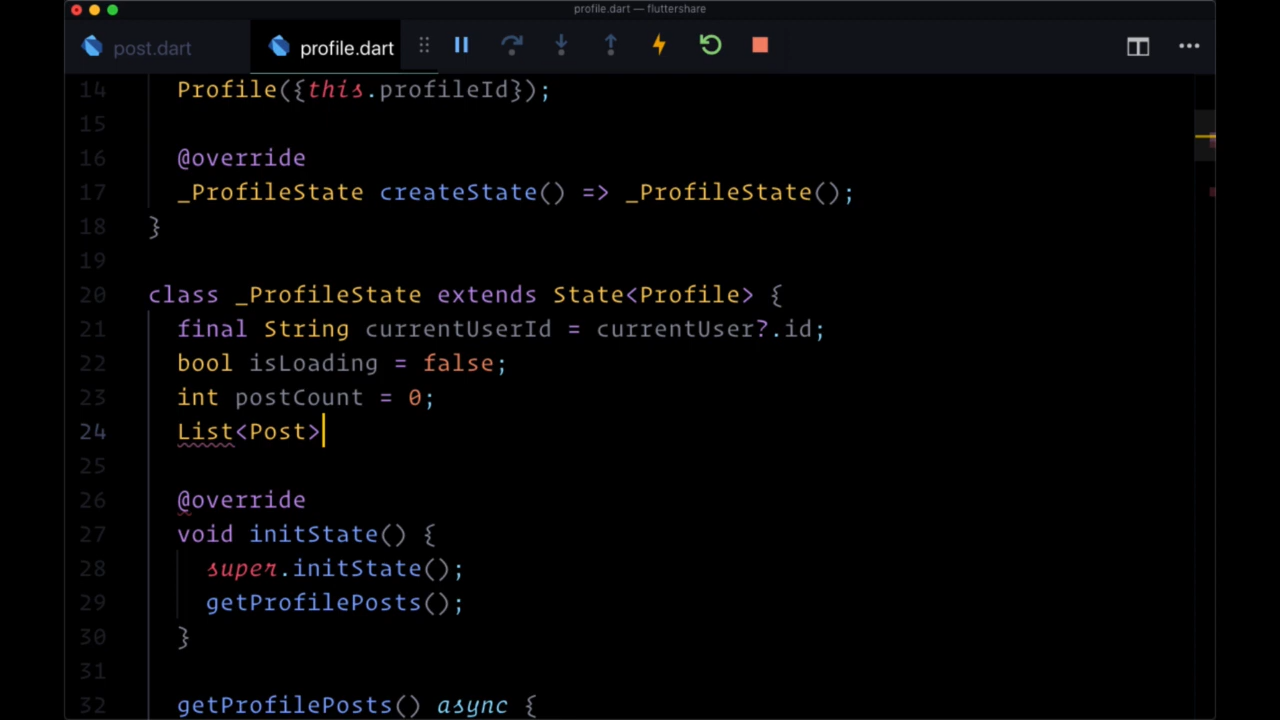 profile.dart — fluttershare
post.dart
profile.dart
14 Profile({this.profileId});
15
16 @override
17 _ProfileState createState() => _ProfileState();
18 }
19
20 class _ProfileState extends State<Profile> {
21 final String currentUserId = currentUser?.id;
22 bool isLoading = false;
23 int postCount = 0;
24 List<Post>
25
26 @override
27 void initState() {
28 super.initState();
29 getProfilePosts();
30 }
31
32 getProfilePosts() async {